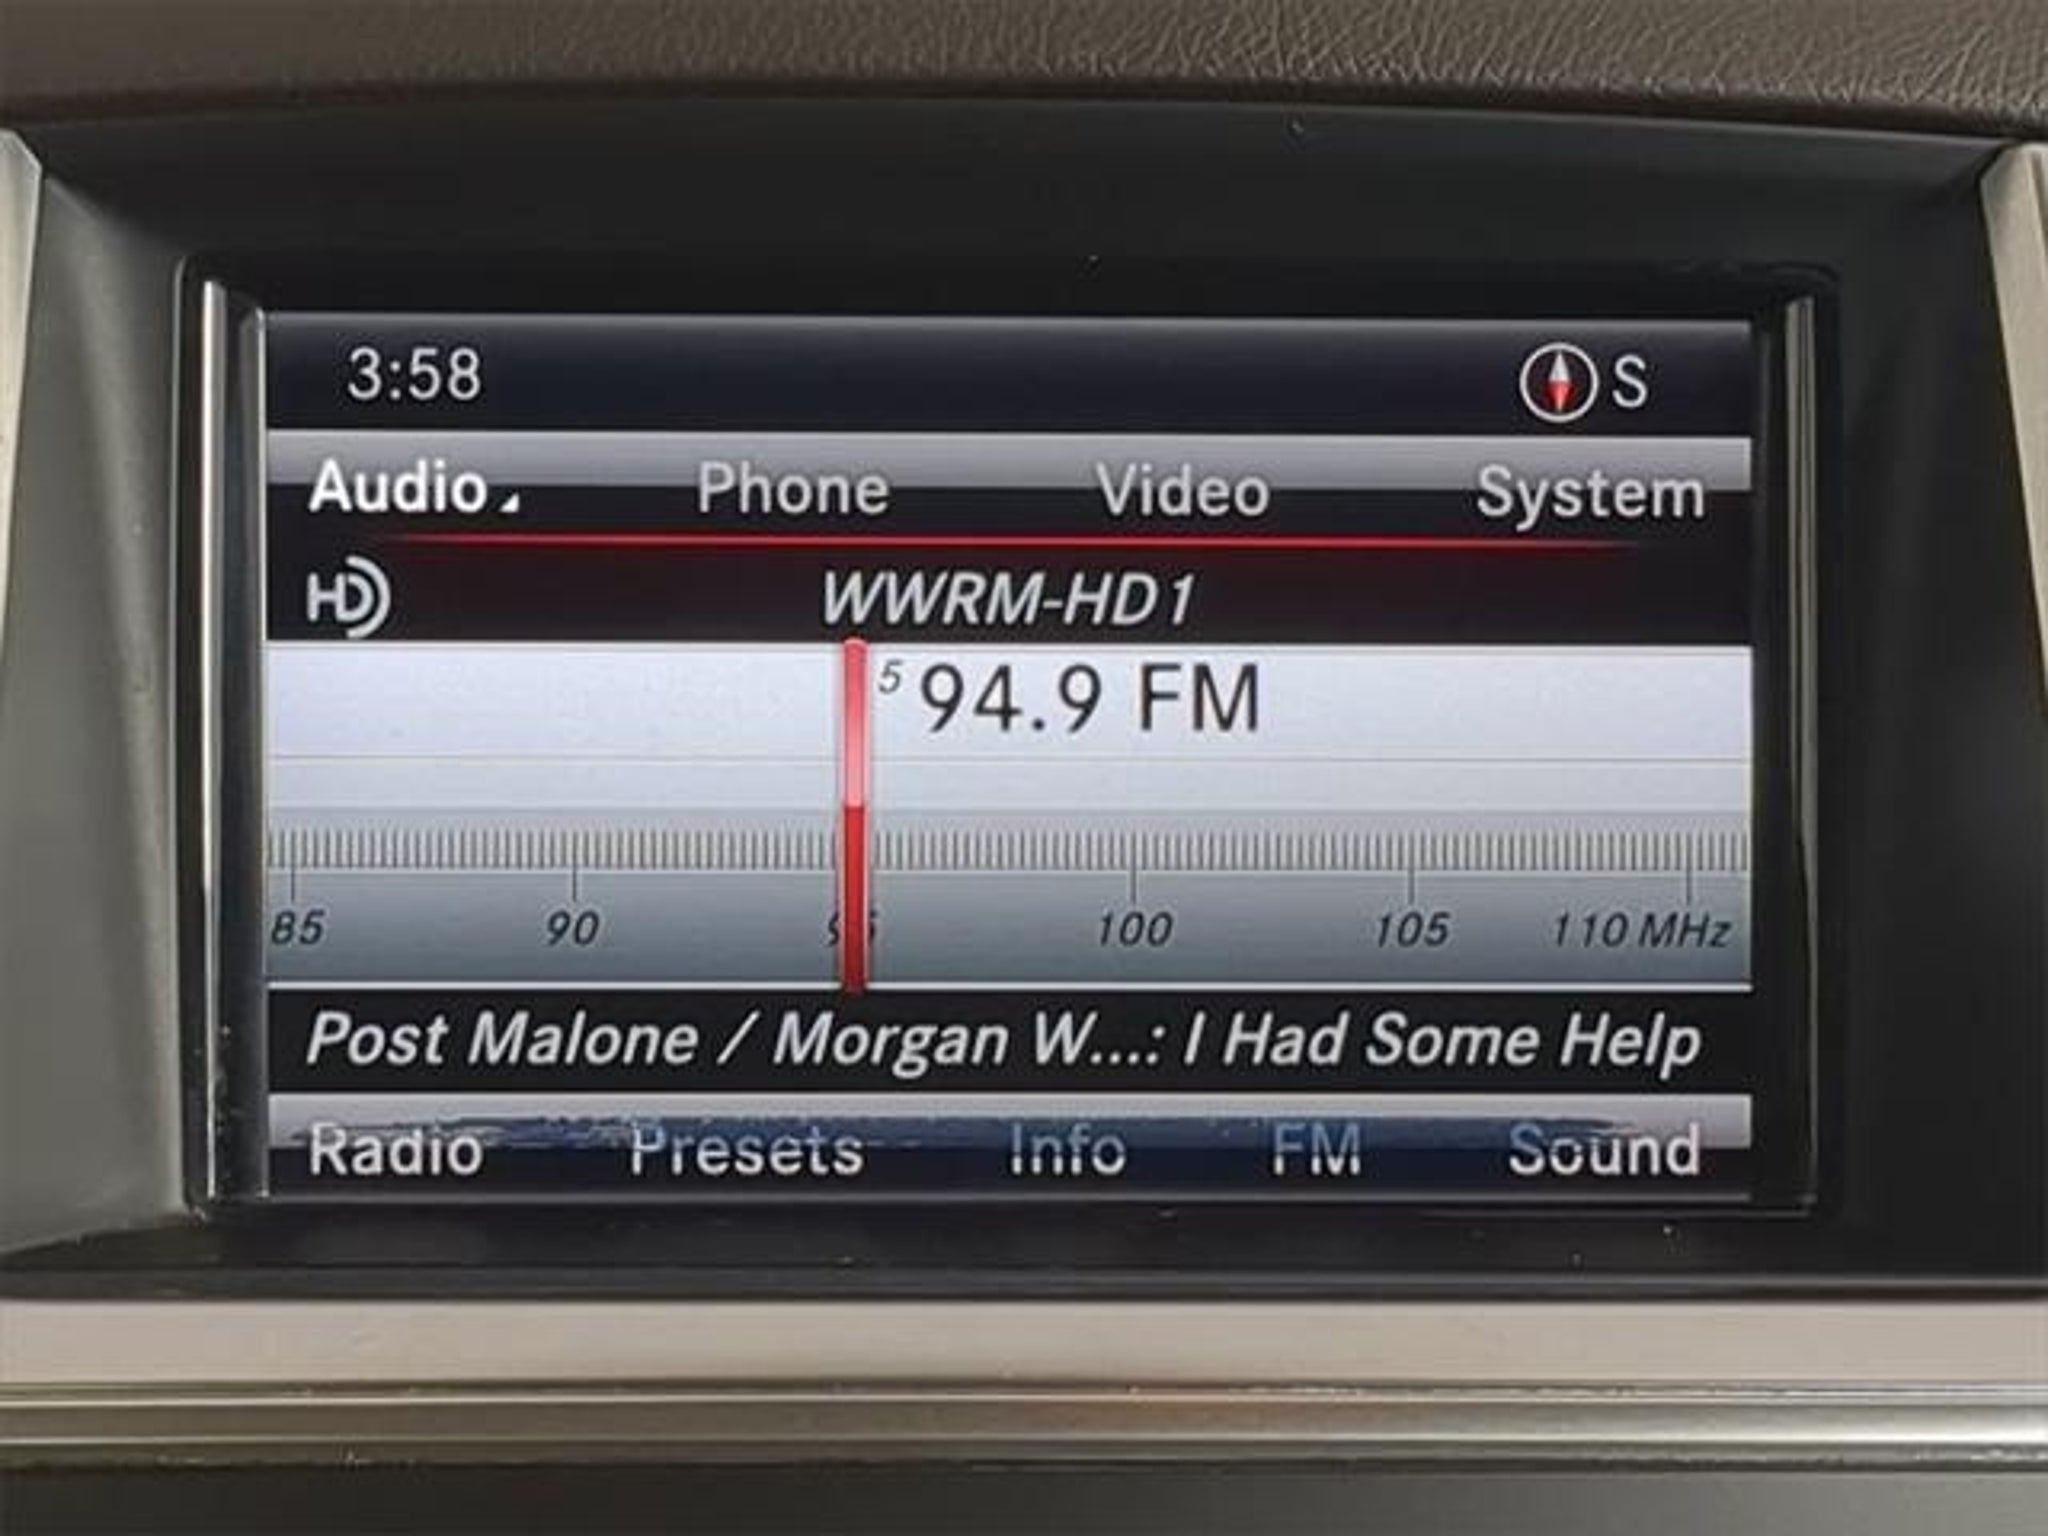 3:58 S
Audio Phone Video System
HD WWRM-HD1
5 94.9 FM
85 90 95 100 105 110 MHz
Post Malone / Morgan W...: I Had Some Help
Radio Presets Info FM Sound